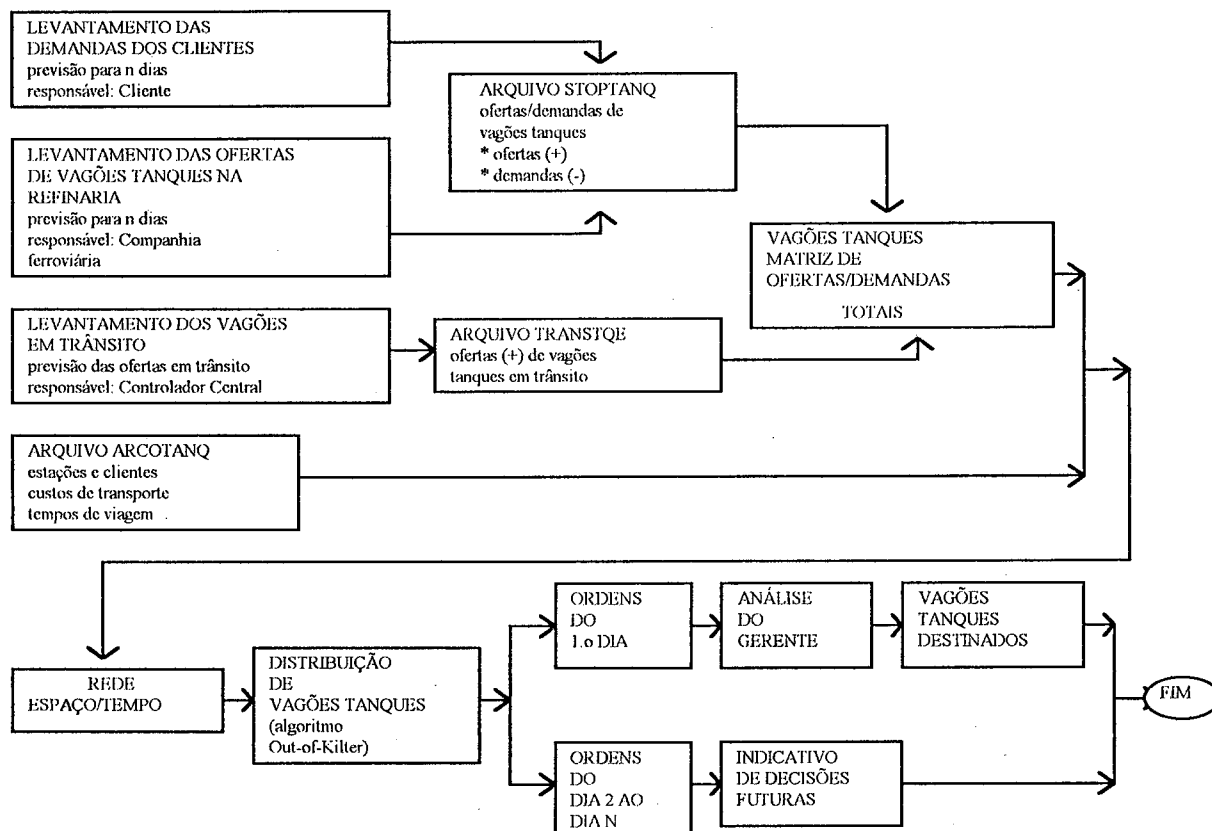 LEVANTAMENTO DAS
DEMANDAS DOS CLIENTES
previsão para n dias
responsável: Cliente
ARQUIVO STOPTANQ
ofertas/demandas de
vagões tanques
* ofertas (+)
* demandas (-)
LEVANTAMENTO DAS OFERTAS
DE VAGÕES TANQUES NA
REFINARIA
previsão para n dias
responsável: Companhia
ferroviária
VAGÕES TANQUES
MATRIZ DE
OFERTAS/DEMANDAS
TOTAIS
LEVANTAMENTO DOS VAGÕES
EM TRÂNSITO
previsão das ofertas em trânsito
responsável: Controlador Central
ARQUIVO TRANSTQE
ofertas (+) de vagões
tanques em trânsito
ARQUIVO ARCOTANQ
estações e clientes
custos de transporte
tempos de viagem
REDE
ESPAÇO/TEMPO
DISTRIBUIÇÃO
DE
VAGÕES TANQUES
(algoritmo
Out-of-Kilter)
ORDENS
DO
1.o DIA
ANÁLISE
DO
GERENTE
VAGÕES
TANQUES
DESTINADOS
ORDENS
DO
DIA 2 AO
DIA N
INDICATIVO
DE DECISÕES
FUTURAS
FIM